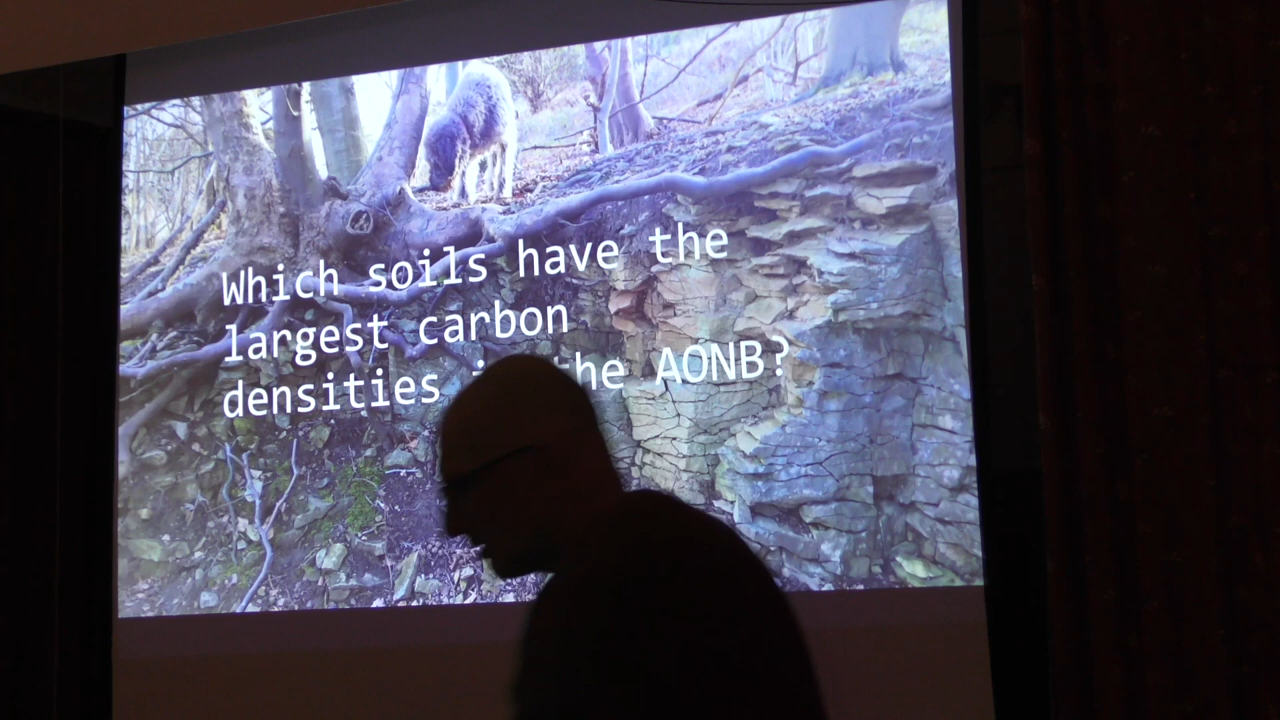 Which soils have the
largest carbon
densities the AONB?